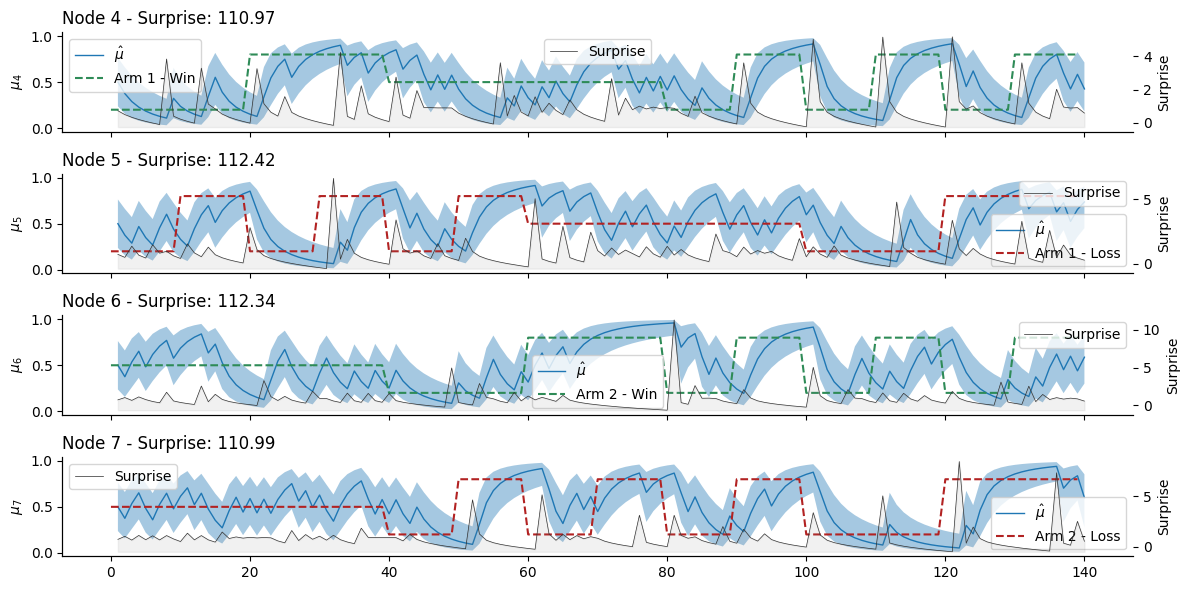 Node 4 - Surprise: 110.97
1.0
0.5
0.0
μ4
μ̂
Arm 1 - Win
Surprise
4
2
0
Surprise
Node 5 - Surprise: 112.42
1.0
0.5
0.0
μ5
Surprise
μ̂
Arm 1 - Loss
5
0
Surprise
Node 6 - Surprise: 112.34
1.0
0.5
0.0
μ6
μ̂
Arm 2 - Win
Surprise
10
5
0
Surprise
Node 7 - Surprise: 110.99
1.0
0.5
0.0
μ7
Surprise
μ̂
Arm 2 - Loss
5
0
Surprise
0 20 40 60 80 100 120 140